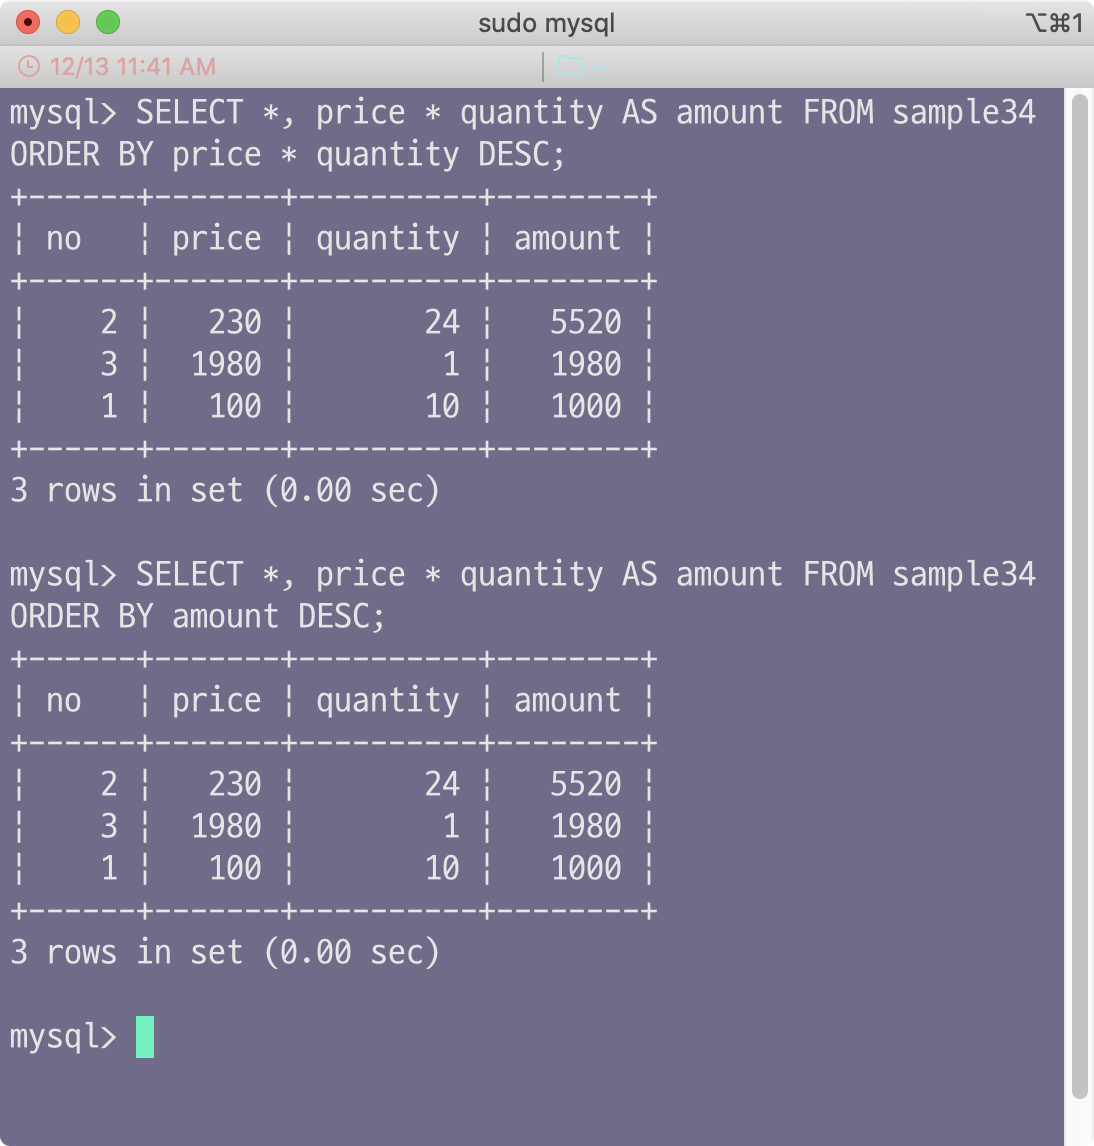 sudo mysql
⌥⌘1
12/13 11:41 AM
~
mysql> SELECT *, price * quantity AS amount FROM sample34
ORDER BY price * quantity DESC;
+------+-------+----------+--------+
| no   | price | quantity | amount |
+------+-------+----------+--------+
|    2 |   230 |       24 |   5520 |
|    3 |  1980 |        1 |   1980 |
|    1 |   100 |       10 |   1000 |
+------+-------+----------+--------+
3 rows in set (0.00 sec)
mysql> SELECT *, price * quantity AS amount FROM sample34
ORDER BY amount DESC;
+------+-------+----------+--------+
| no   | price | quantity | amount |
+------+-------+----------+--------+
|    2 |   230 |       24 |   5520 |
|    3 |  1980 |        1 |   1980 |
|    1 |   100 |       10 |   1000 |
+------+-------+----------+--------+
3 rows in set (0.00 sec)
mysql>